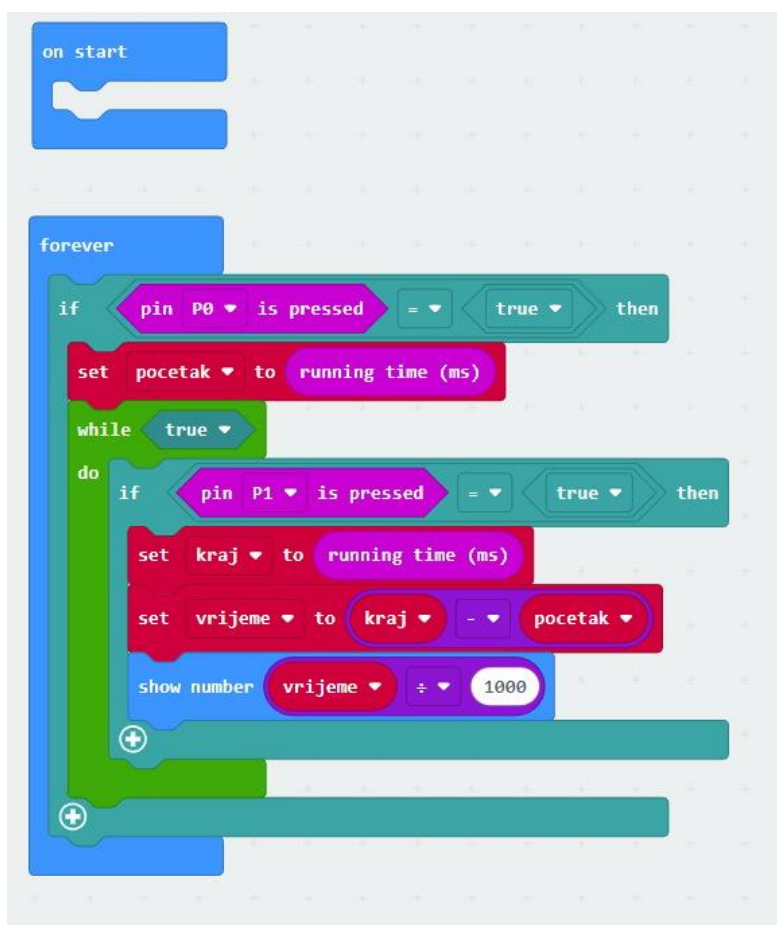 on start
forever
if pin P0 is pressed = true then
set pocetak to running time (ms)
while true
do
if pin P1 is pressed = true then
set kraj to running time (ms)
set vrijeme to kraj - pocetak
show number vrijeme ÷ 1000